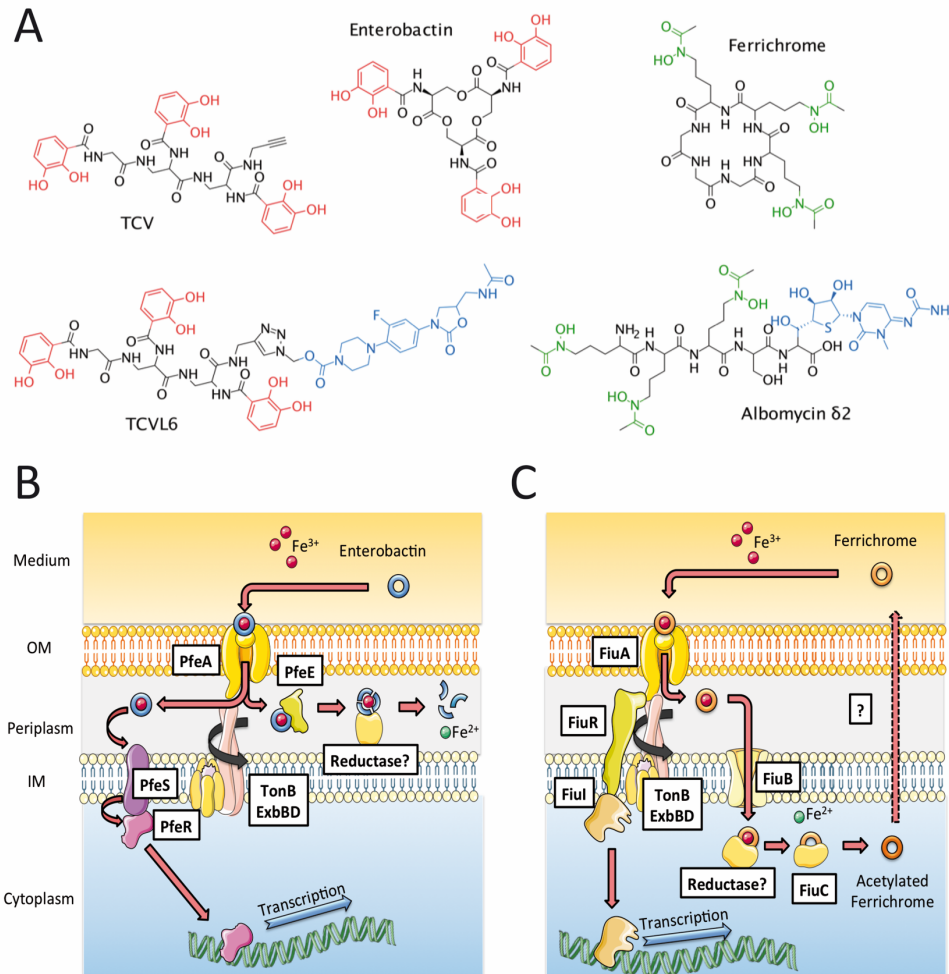 A
Enterobactin
Ferrichrome
TCV
TCVL6
Albomycin δ2
B
C
Medium
OM
Periplasm
IM
Cytoplasm
Fe3+
Enterobactin
PfeA
PfeE
Fe2+
Reductase?
PfeS
TonB
ExbBD
PfeR
Transcription
Fe3+
Ferrichrome
FiuA
FiuR
?
FiuI
TonB
ExbBD
FiuB
Fe2+
Reductase?
FiuC
Acetylated
Ferrichrome
Transcription